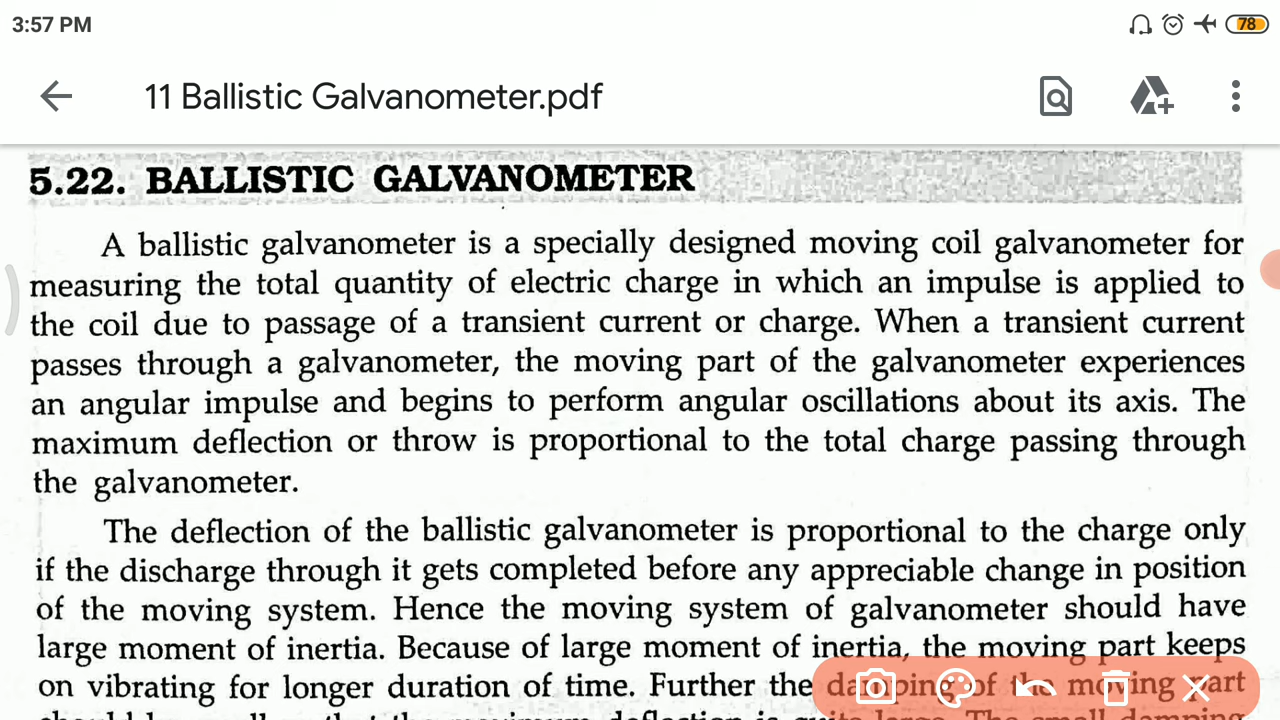 3:57 PM
78
11 Ballistic Galvanometer.pdf
5.22. BALLISTIC GALVANOMETER
A ballistic galvanometer is a specially designed moving coil galvanometer for
measuring the total quantity of electric charge in which an impulse is applied to
the coil due to passage of a transient current or charge. When a transient current
passes through a galvanometer, the moving part of the galvanometer experiences
an angular impulse and begins to perform angular oscillations about its axis. The
maximum deflection or throw is proportional to the total charge passing through
the galvanometer.
The deflection of the ballistic galvanometer is proportional to the charge only
if the discharge through it gets completed before any appreciable change in position
of the moving system. Hence the moving system of galvanometer should have
large moment of inertia. Because of large moment of inertia, the moving part keeps
on vibrating for longer duration of time. Further the damping of the moving part